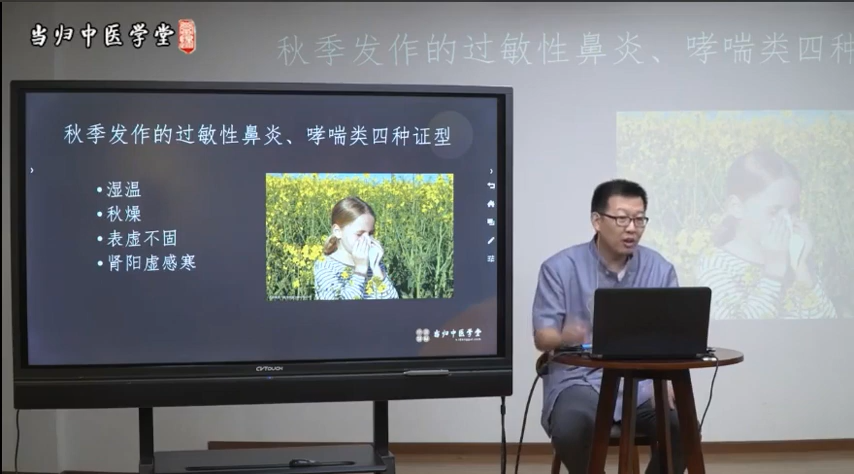 当归中医学堂
秋季发作的过敏性鼻炎、哮喘类四种
秋季发作的过敏性鼻炎、哮喘类四种证型
• 湿温
• 秋燥
• 表虚不固
• 肾阳虚感寒
当归中医学堂
CVTOUCH